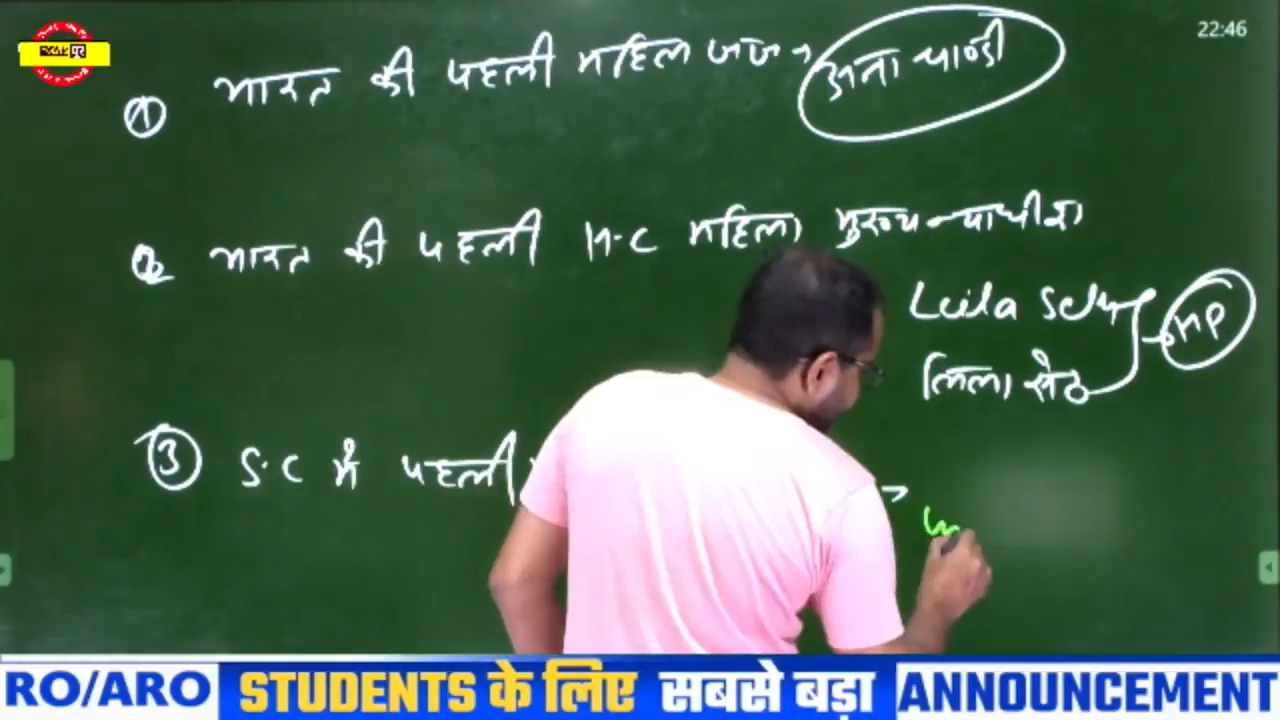 22:46
① भारत की पहली महिला जज → अन्ना चाण्डी
② भारत की पहली H.C महिला मुख्य न्यायाधीश
Leila Seth
लिला सेठ → HP
③ S.C में पहली
RO/ARO STUDENTS के लिए सबसे बड़ा ANNOUNCEMENT